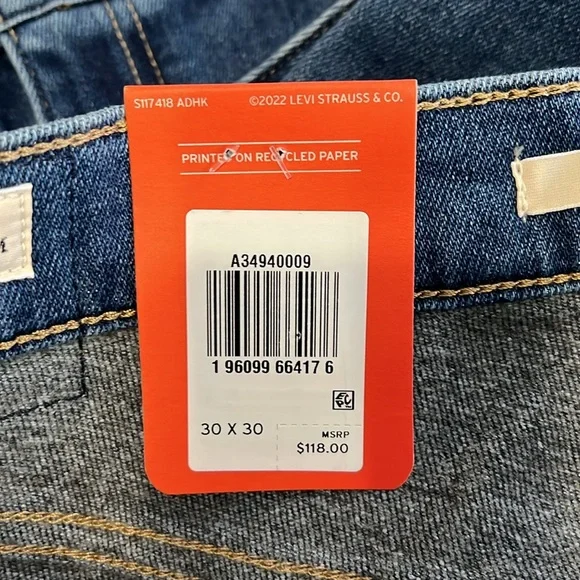 S117418 ADHK ©2022 LEVI STRAUSS & CO.
PRINTED ON RECYCLED PAPER
A34940009
1 96099 66417 6
30 X 30
MSRP
$118.00